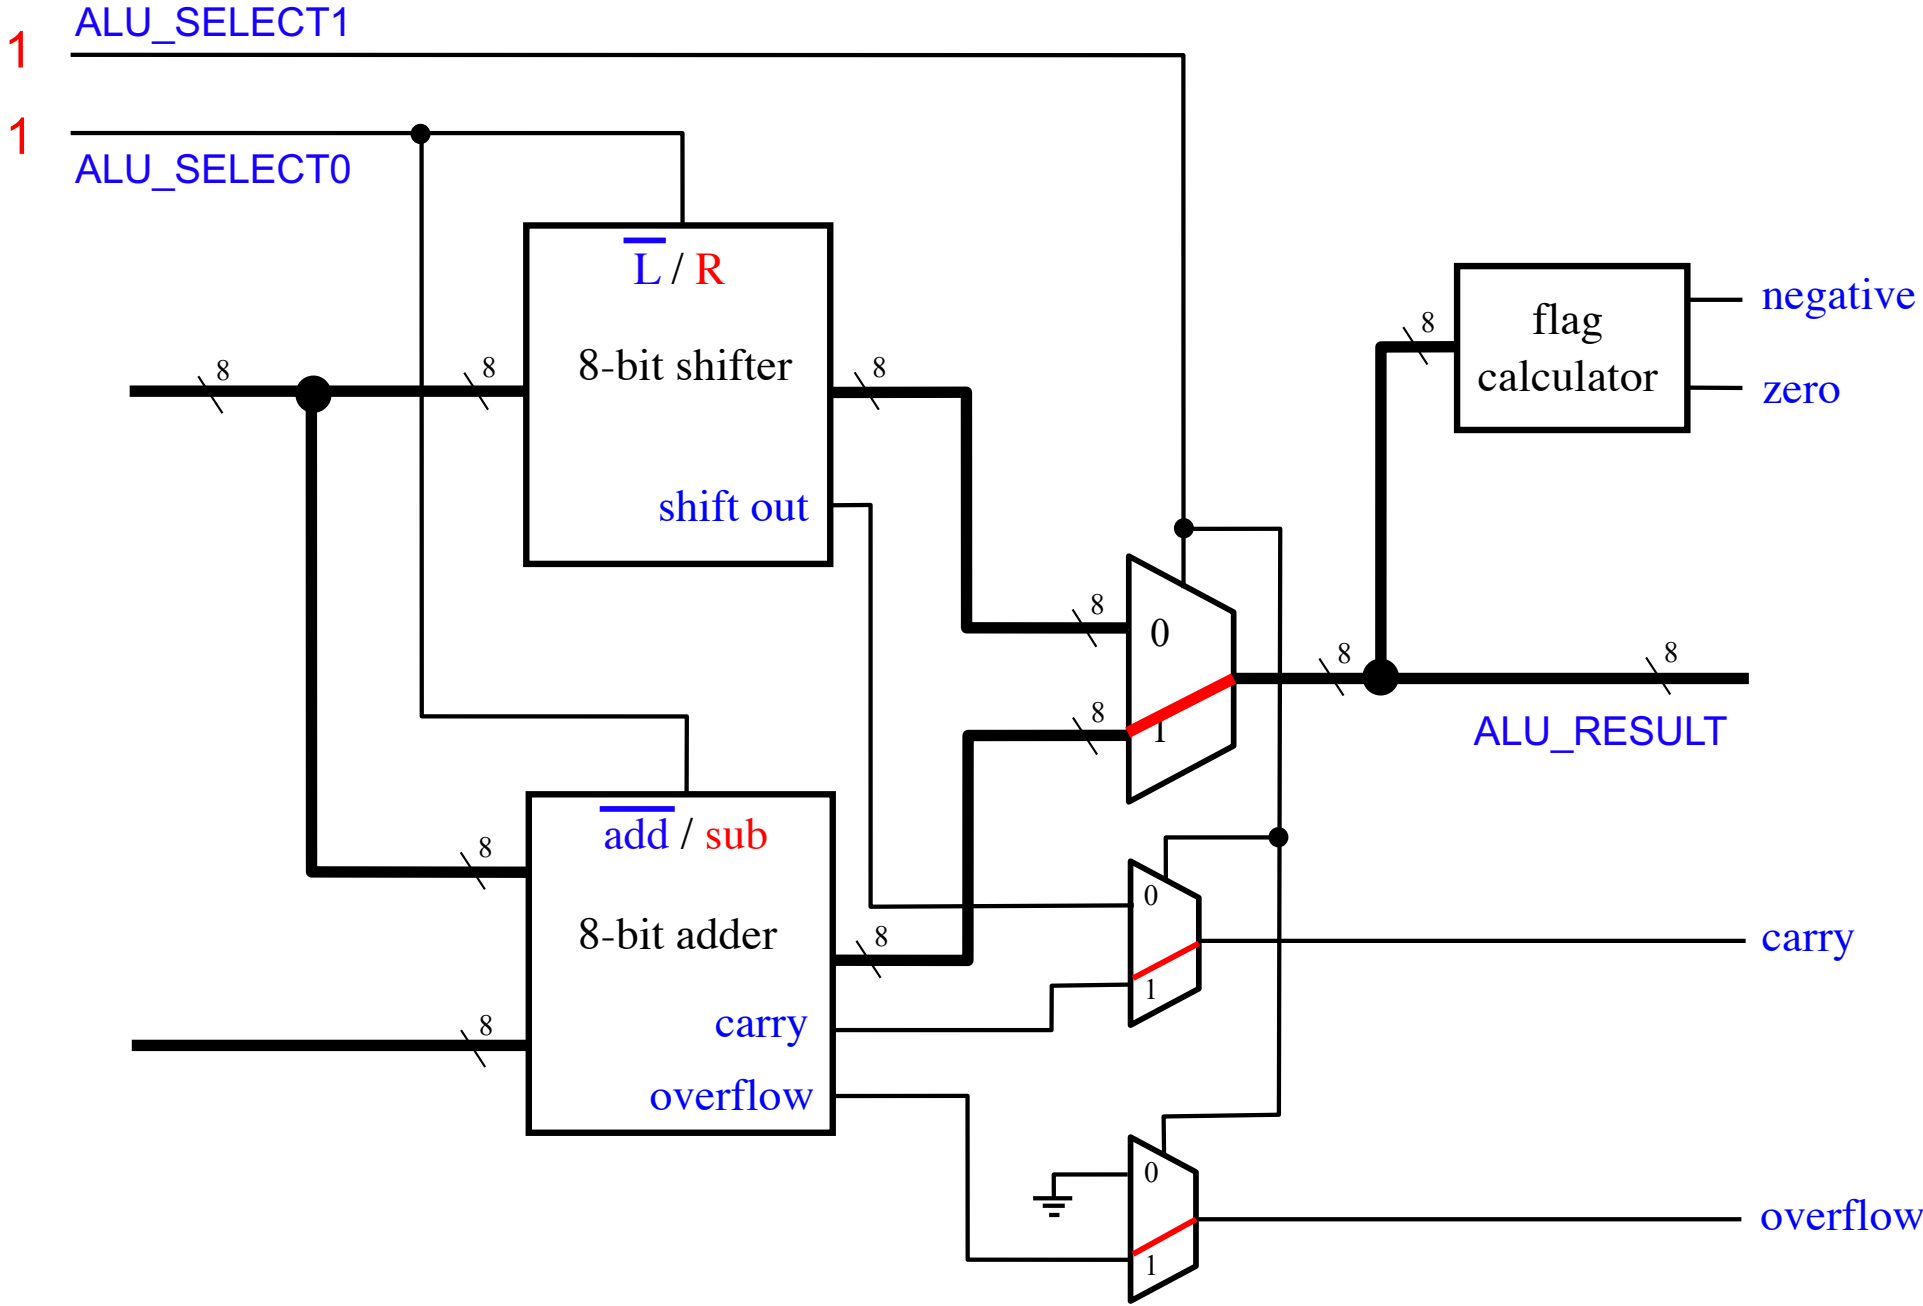 ALU_SELECT1
1
1
ALU_SELECT0
L / R
8-bit shifter
shift out
8
8
8
flag
calculator
negative
zero
8
8
0
8
1
8
8
ALU_RESULT
add / sub
8-bit adder
carry
overflow
8
8
8
0
1
carry
0
1
overflow